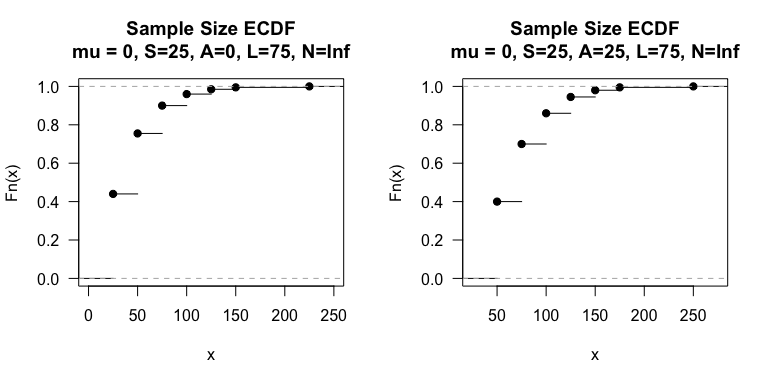 Sample Size ECDF
mu = 0, S=25, A=0, L=75, N=Inf
Fn(x)
1.0
0.8
0.6
0.4
0.2
0.0
0 50 100 150 200 250
x
Sample Size ECDF
mu = 0, S=25, A=25, L=75, N=Inf
Fn(x)
1.0
0.8
0.6
0.4
0.2
0.0
50 100 150 200 250
x